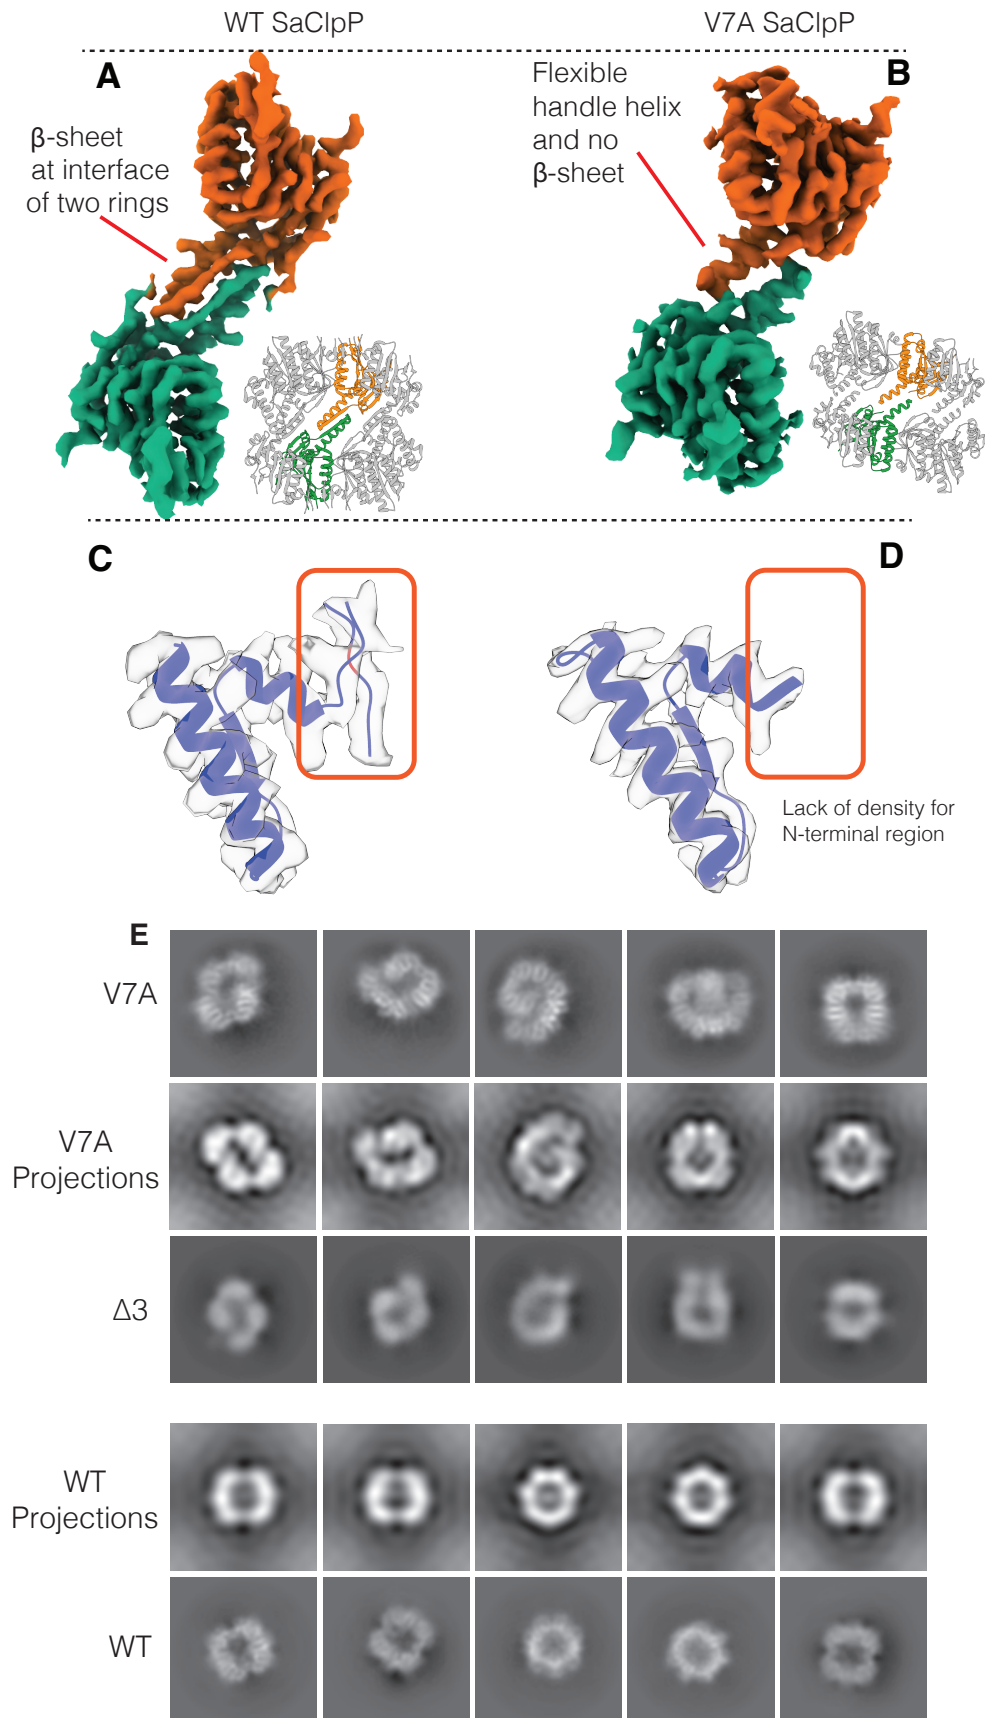 WT SaClpP
V7A SaClpP
A
B
β-sheet
at interface
of two rings
Flexible
handle helix
and no
β-sheet
C
D
Lack of density for
N-terminal region
E
V7A
V7A
Projections
Δ3
WT
Projections
WT